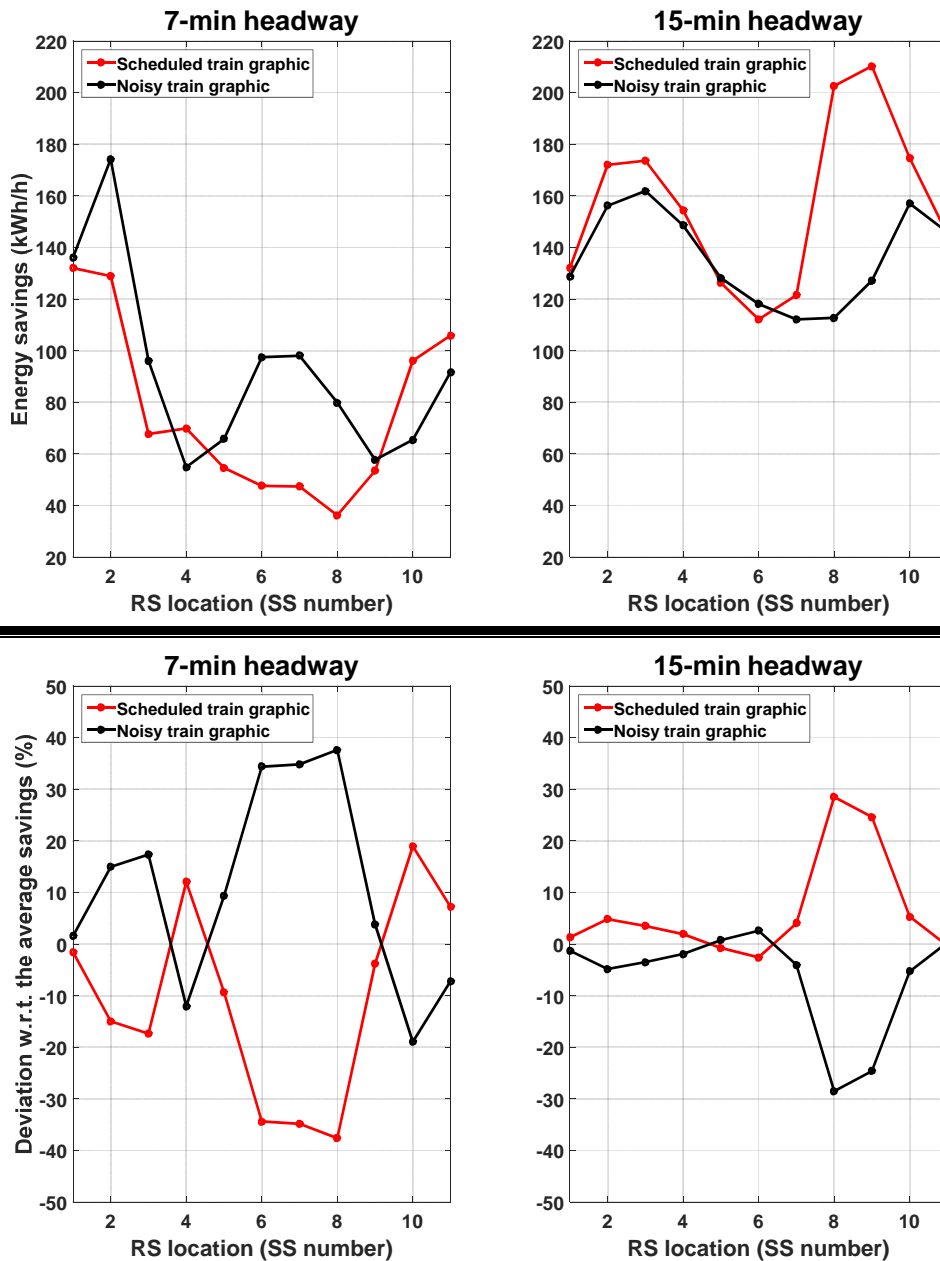 7-min headway
15-min headway
Scheduled train graphic
Noisy train graphic
Scheduled train graphic
Noisy train graphic
Energy savings (kWh/h)
220
200
180
160
140
120
100
80
60
40
20
220
200
180
160
140
120
100
80
60
40
20
2 4 6 8 10
2 4 6 8 10
RS location (SS number)
RS location (SS number)
7-min headway
15-min headway
Scheduled train graphic
Noisy train graphic
Scheduled train graphic
Noisy train graphic
Deviation w.r.t. the average savings (%)
50
40
30
20
10
0
-10
-20
-30
-40
-50
50
40
30
20
10
0
-10
-20
-30
-40
-50
2 4 6 8 10
2 4 6 8 10
RS location (SS number)
RS location (SS number)